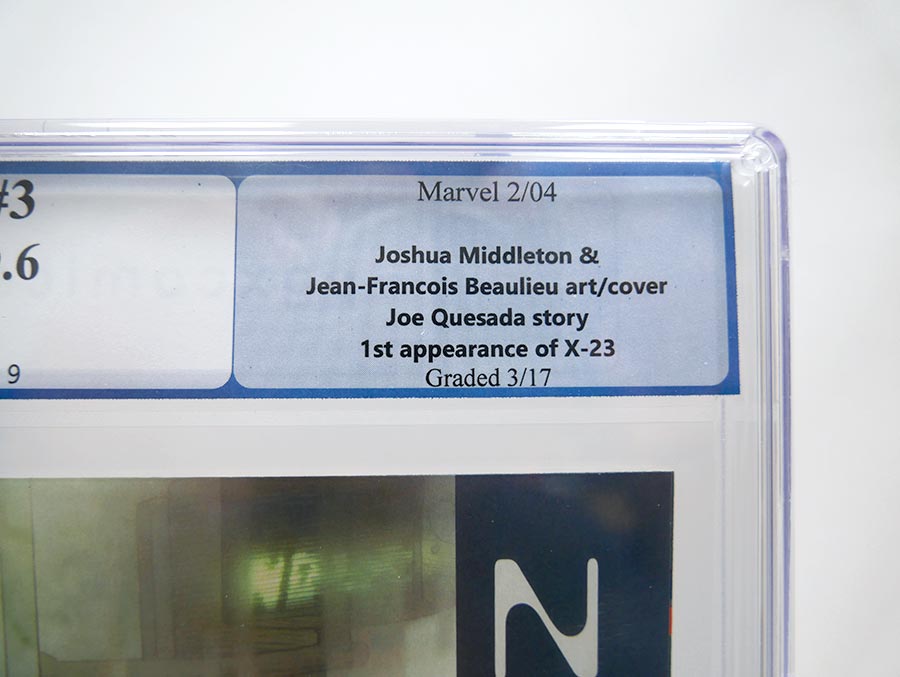 #3
.6
9
Marvel 2/04
Joshua Middleton &
Jean-Francois Beaulieu art/cover
Joe Quesada story
1st appearance of X-23
Graded 3/17
N